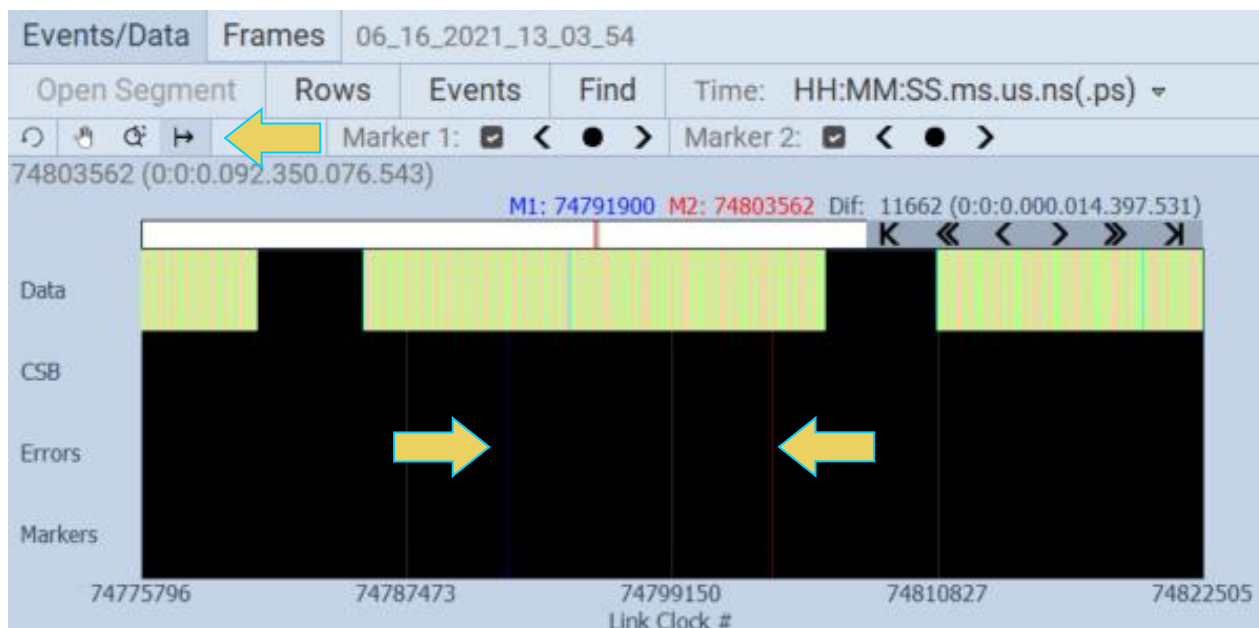 Events/Data Frames 06_16_2021_13_03_54
Open Segment Rows Events Find Time: HH:MM:SS.ms.us.ns(.ps)
Marker 1: Marker 2:
74803562 (0:0:0.092.350.076.543)
M1: 74791900 M2: 74803562 Dif: 11662 (0:0:0.000.014.397.531)
Data
CSB
Errors
Markers
74775796 74787473 74799150 74810827 74822505
Link Clock #